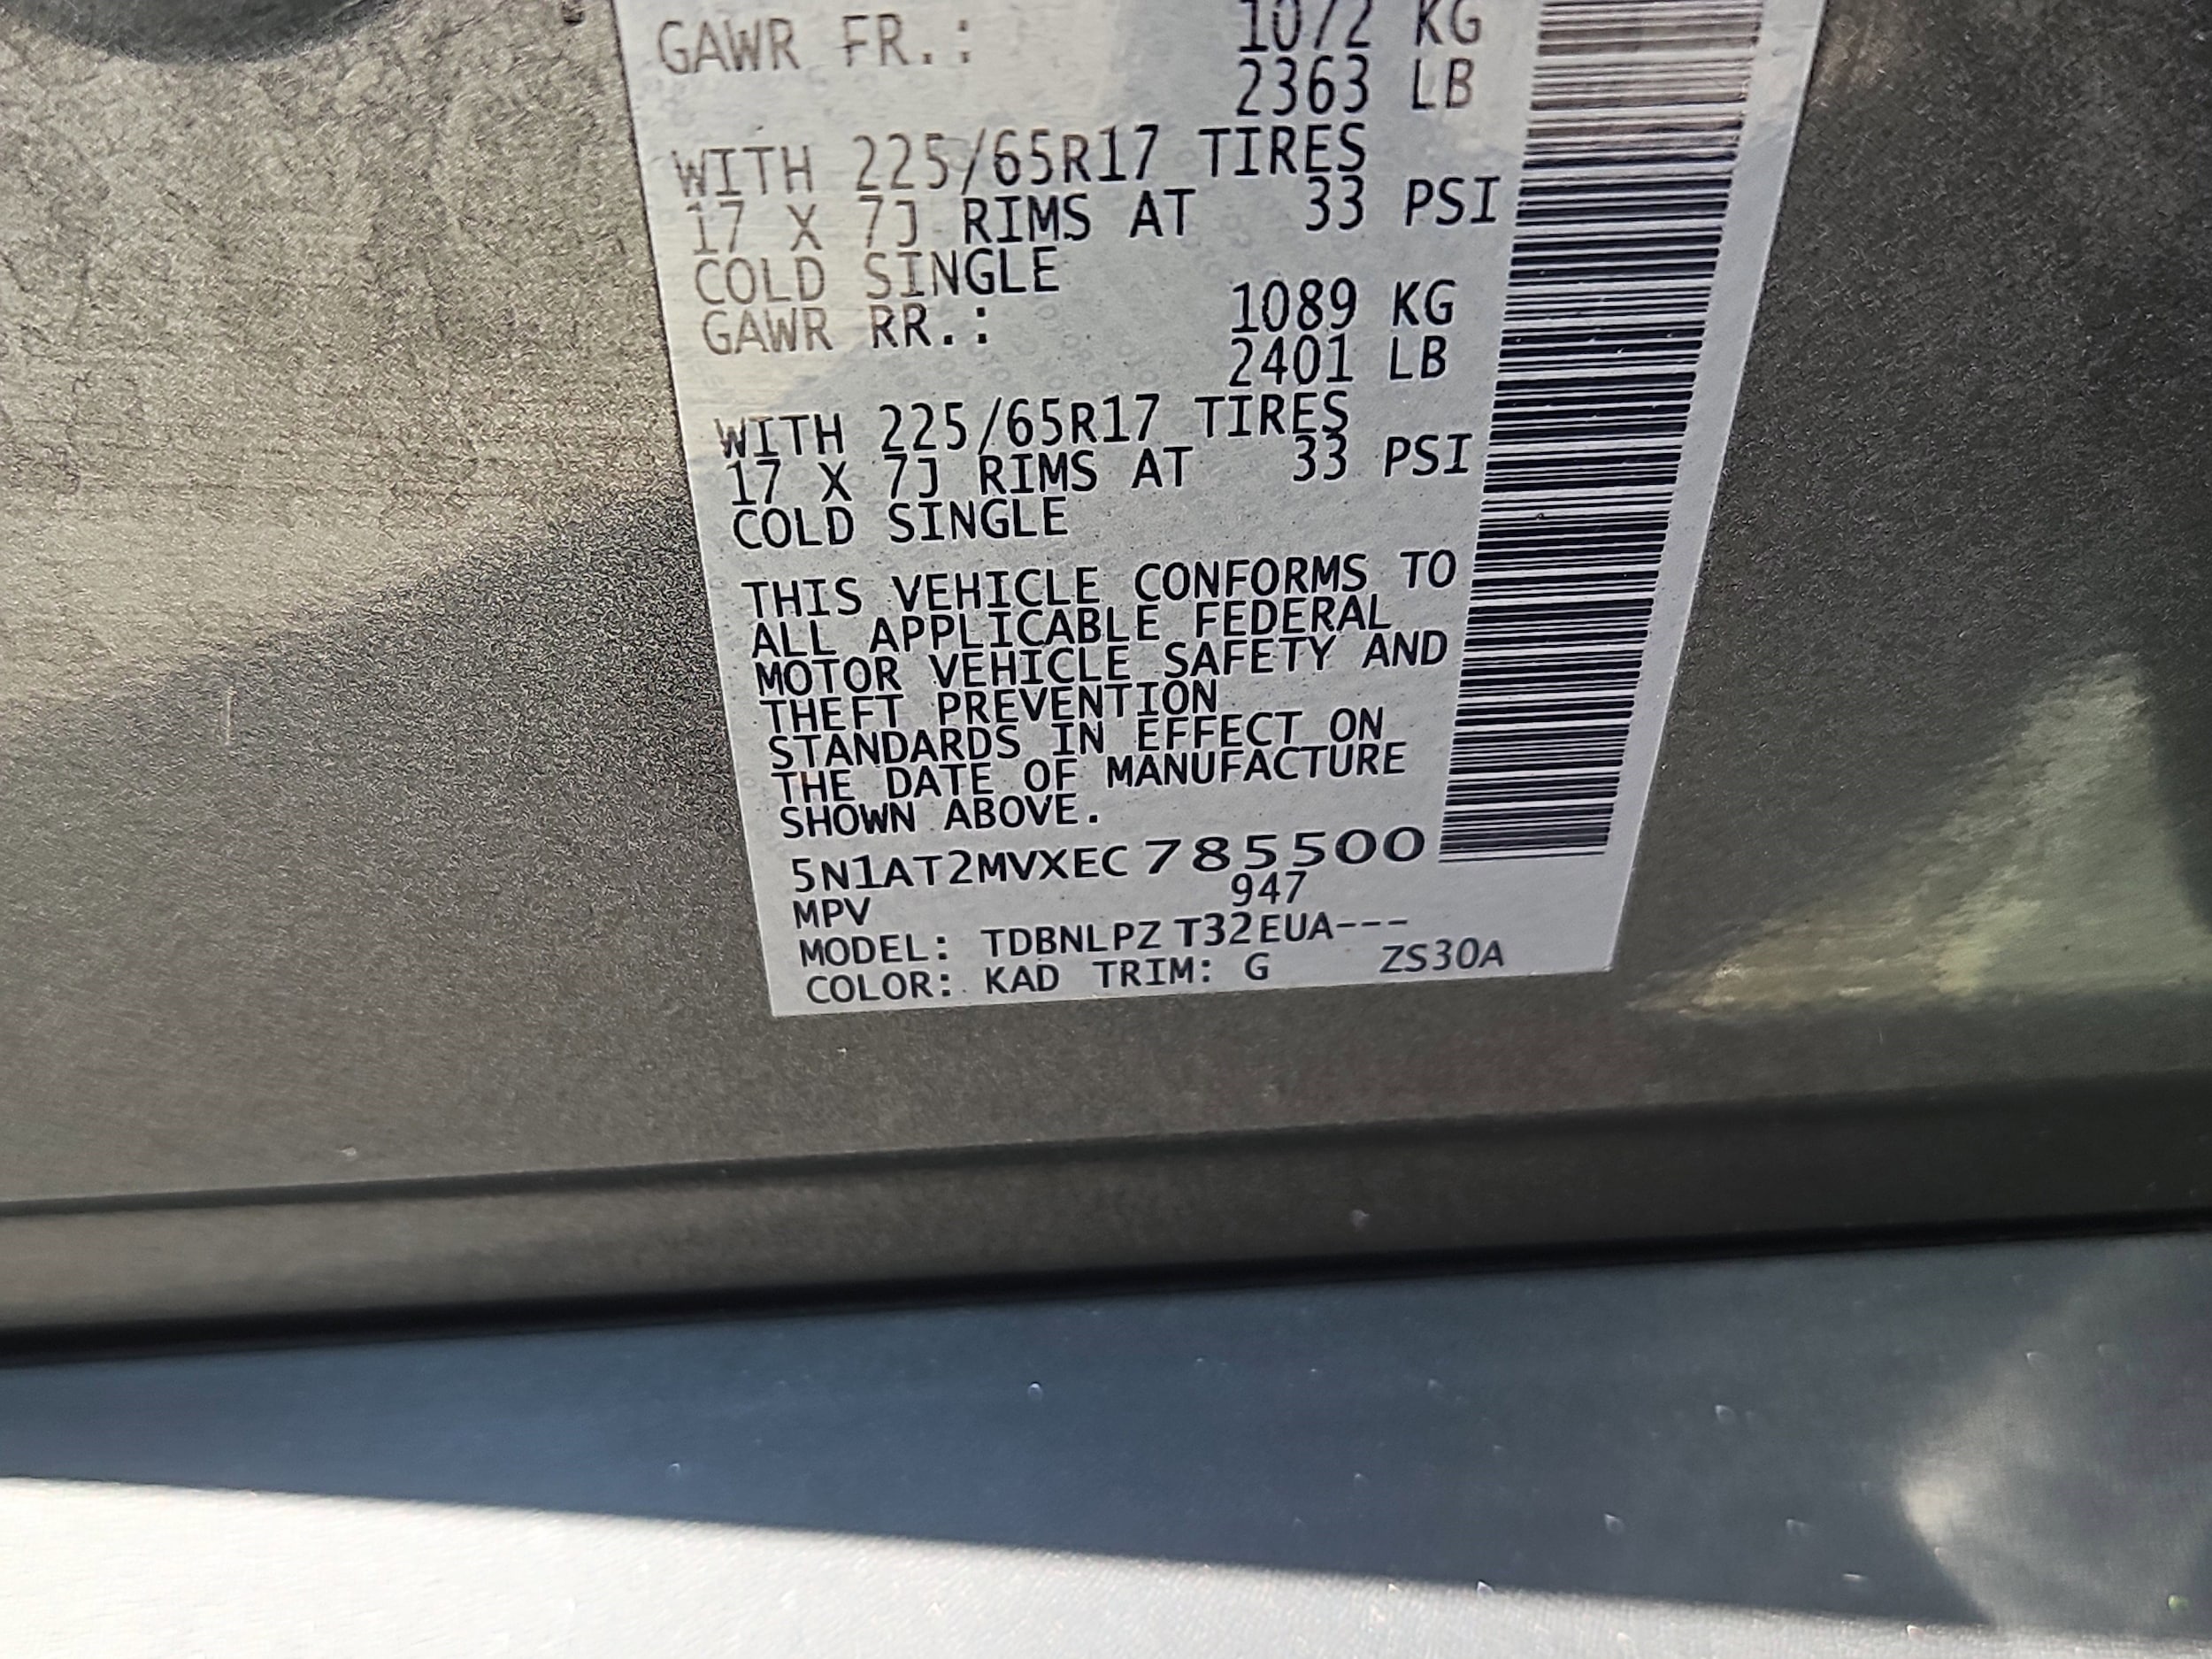 GAWR FR.: 1072 KG
2363 LB
WITH 225/65R17 TIRES
17 X 7J RIMS AT 33 PSI
COLD SINGLE
GAWR RR.: 1089 KG
2401 LB
WITH 225/65R17 TIRES
17 X 7J RIMS AT 33 PSI
COLD SINGLE
THIS VEHICLE CONFORMS TO
ALL APPLICABLE FEDERAL
MOTOR VEHICLE SAFETY AND
THEFT PREVENTION
STANDARDS IN EFFECT ON
THE DATE OF MANUFACTURE
SHOWN ABOVE.
5N1AT2MVXEC785500
MPV 947
MODEL: TDBNLPZ T32EUA---
COLOR: KAD TRIM: G ZS30A